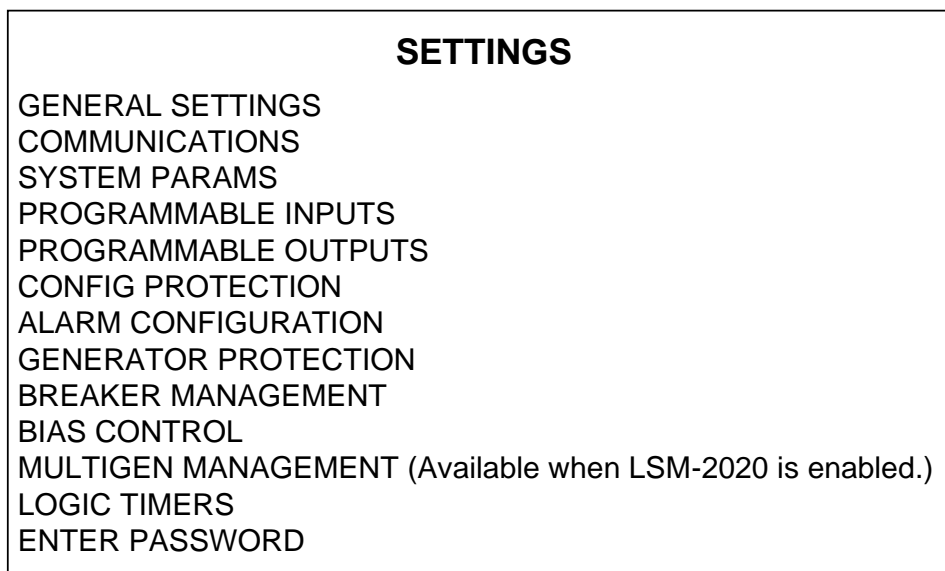 SETTINGS
GENERAL SETTINGS
COMMUNICATIONS
SYSTEM PARAMS
PROGRAMMABLE INPUTS
PROGRAMMABLE OUTPUTS
CONFIG PROTECTION
ALARM CONFIGURATION
GENERATOR PROTECTION
BREAKER MANAGEMENT
BIAS CONTROL
MULTIGEN MANAGEMENT (Available when LSM-2020 is enabled.)
LOGIC TIMERS
ENTER PASSWORD